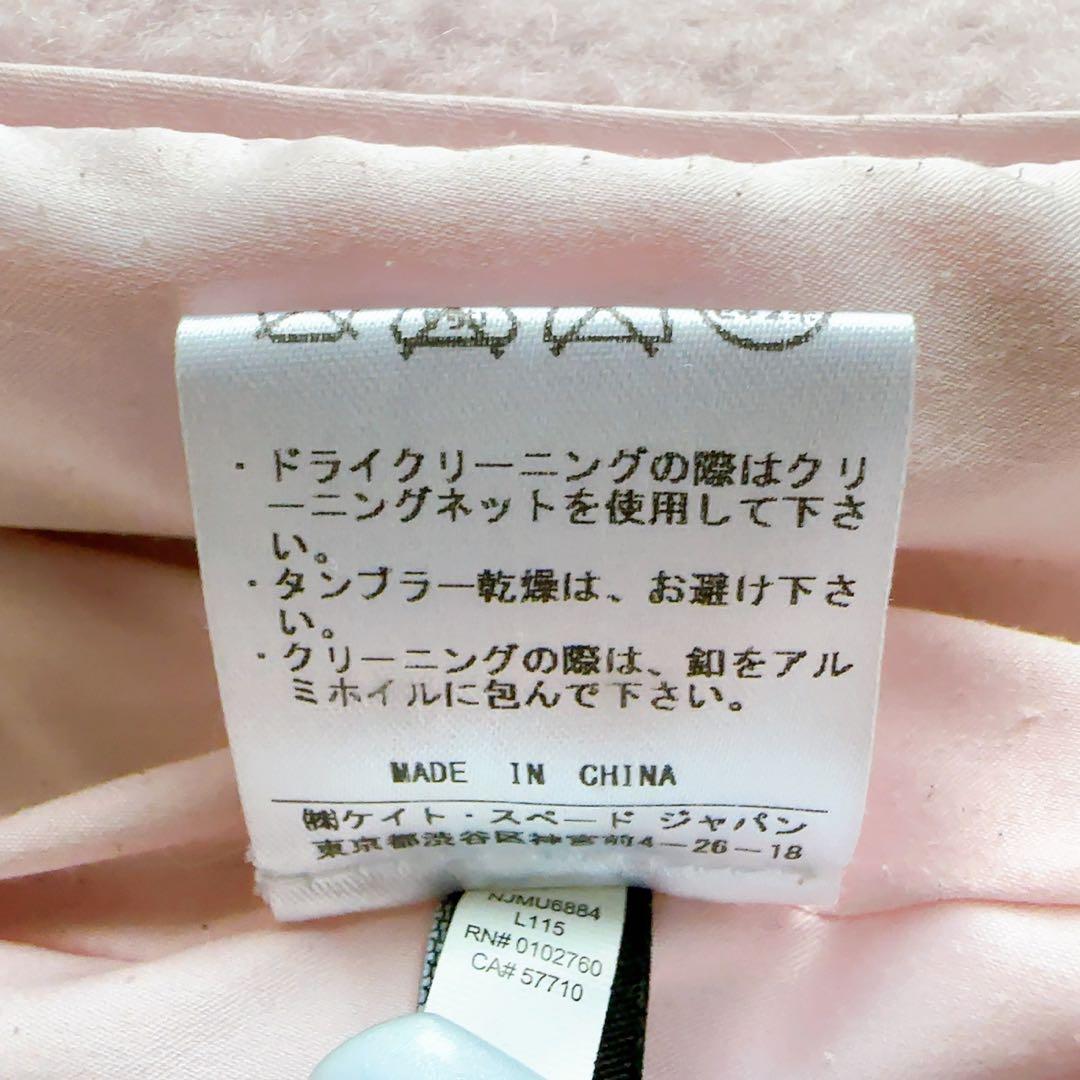 ・ドライクリーニングの際はクリ
ーニングネットを使用して下さ
い。
・タンブラー乾燥は、お避け下さ
い。
・クリーニングの際は、釦をアル
ミホイルに包んで下さい。
MADE IN CHINA
㈱ケイト・スペード ジャパン
東京都渋谷区神宮前4-26-18
NJMU6884
L115
RN# 0102760
CA# 57710